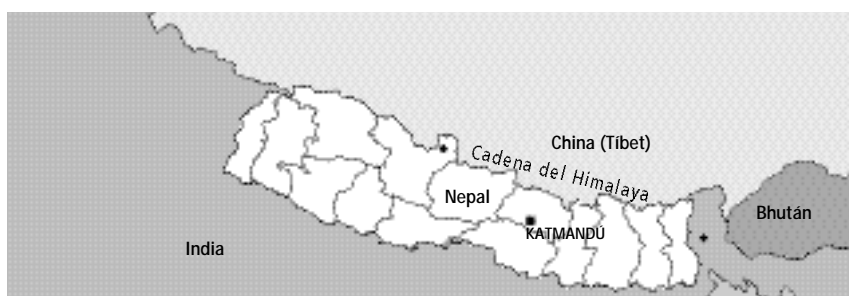 China (Tíbet)
Cadena del Himalaya
Nepal
Bhután
KATMANDÚ
India